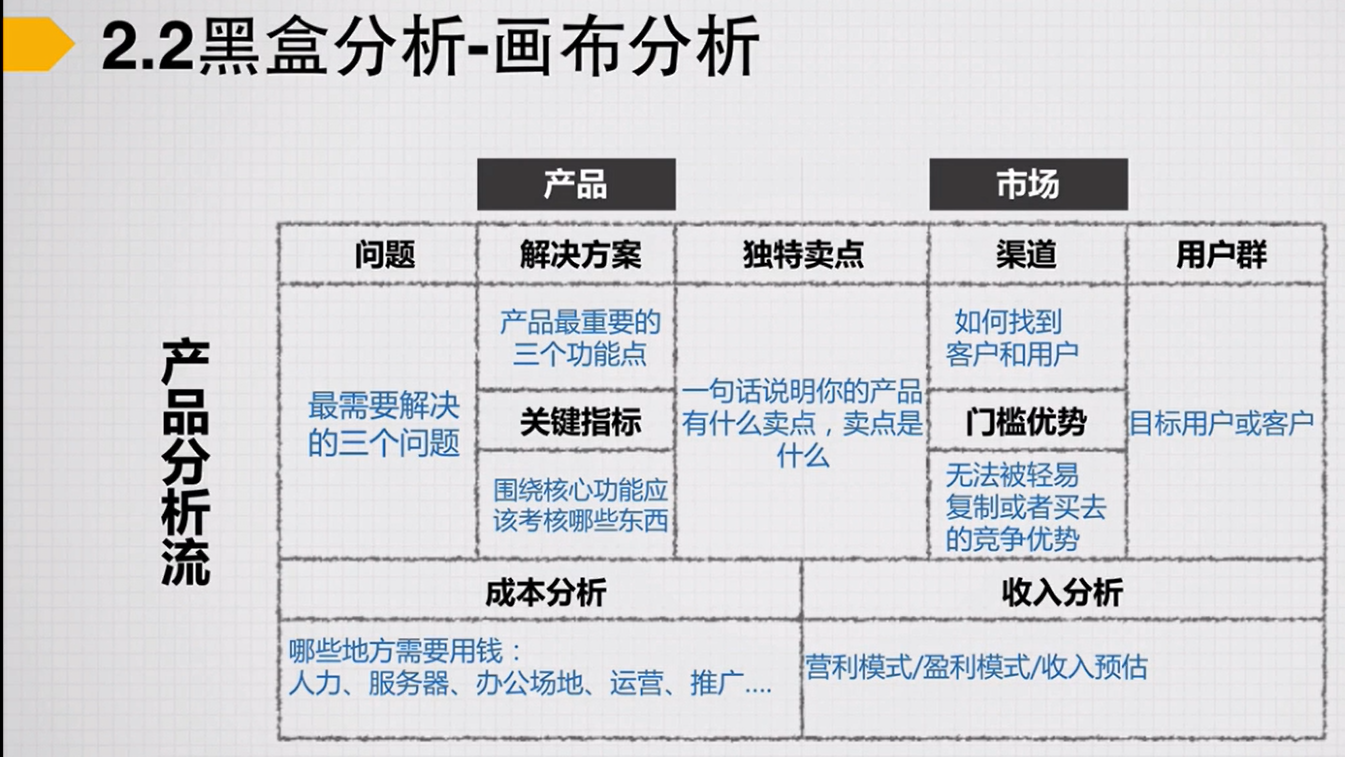 2.2黑盒分析-画布分析
产品
市场
产品分析流
问题
解决方案
独特卖点
渠道
用户群
最需要解决
的三个问题
产品最重要的
三个功能点
关键指标
围绕核心功能应
该考核哪些东西
一句话说明你的产品
有什么卖点，卖点是
什么
如何找到
客户和用户
门槛优势
无法被轻易
复制或者买去
的竞争优势
目标用户或客户
成本分析
收入分析
哪些地方需要用钱：
人力、服务器、办公场地、运营、推广....
营利模式/盈利模式/收入预估